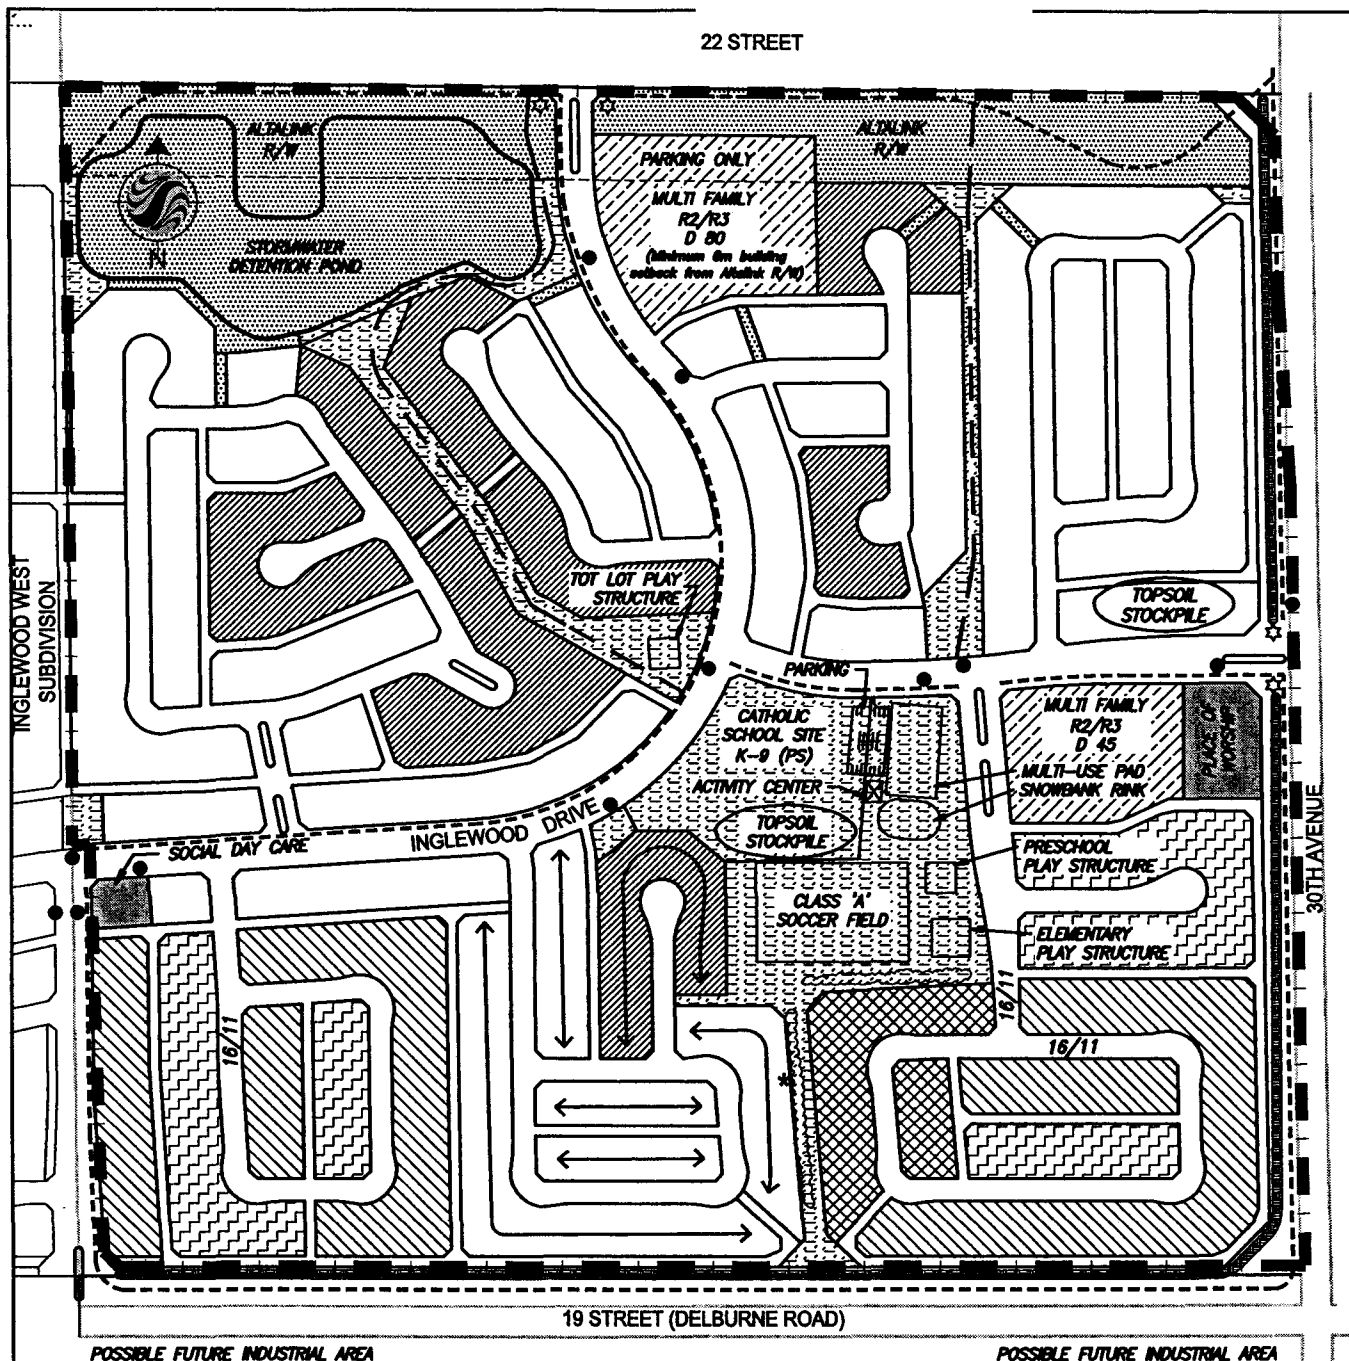 22 STREET
ALTALINK
R/W
ALTALINK
R/W
PARKING ONLY
MULTI FAMILY
R2/R3
D 80
(Minimum 6m building
setback from Altalink R/W)
N
STORMWATER
DETENTION POND
INGLEWOOD WEST
SUBDIVISION
TOT LOT PLAY
STRUCTURE
TOPSOIL
STOCKPILE
PARKING
CATHOLIC
SCHOOL SITE
K-9 (PS)
MULTI FAMILY
R2/R3
D 45
PLACE OF
WORSHIP
ACTIVITY CENTER
MULTI-USE PAD
SNOWBANK RINK
TOPSOIL
STOCKPILE
INGLEWOOD DRIVE
SOCIAL DAY CARE
PRESCHOOL
PLAY STRUCTURE
30TH AVENUE
CLASS 'A'
SOCCER FIELD
ELEMENTARY
PLAY STRUCTURE
16/11
16/11
16/11
*
19 STREET (DELBURNE ROAD)
POSSIBLE FUTURE INDUSTRIAL AREA
POSSIBLE FUTURE INDUSTRIAL AREA